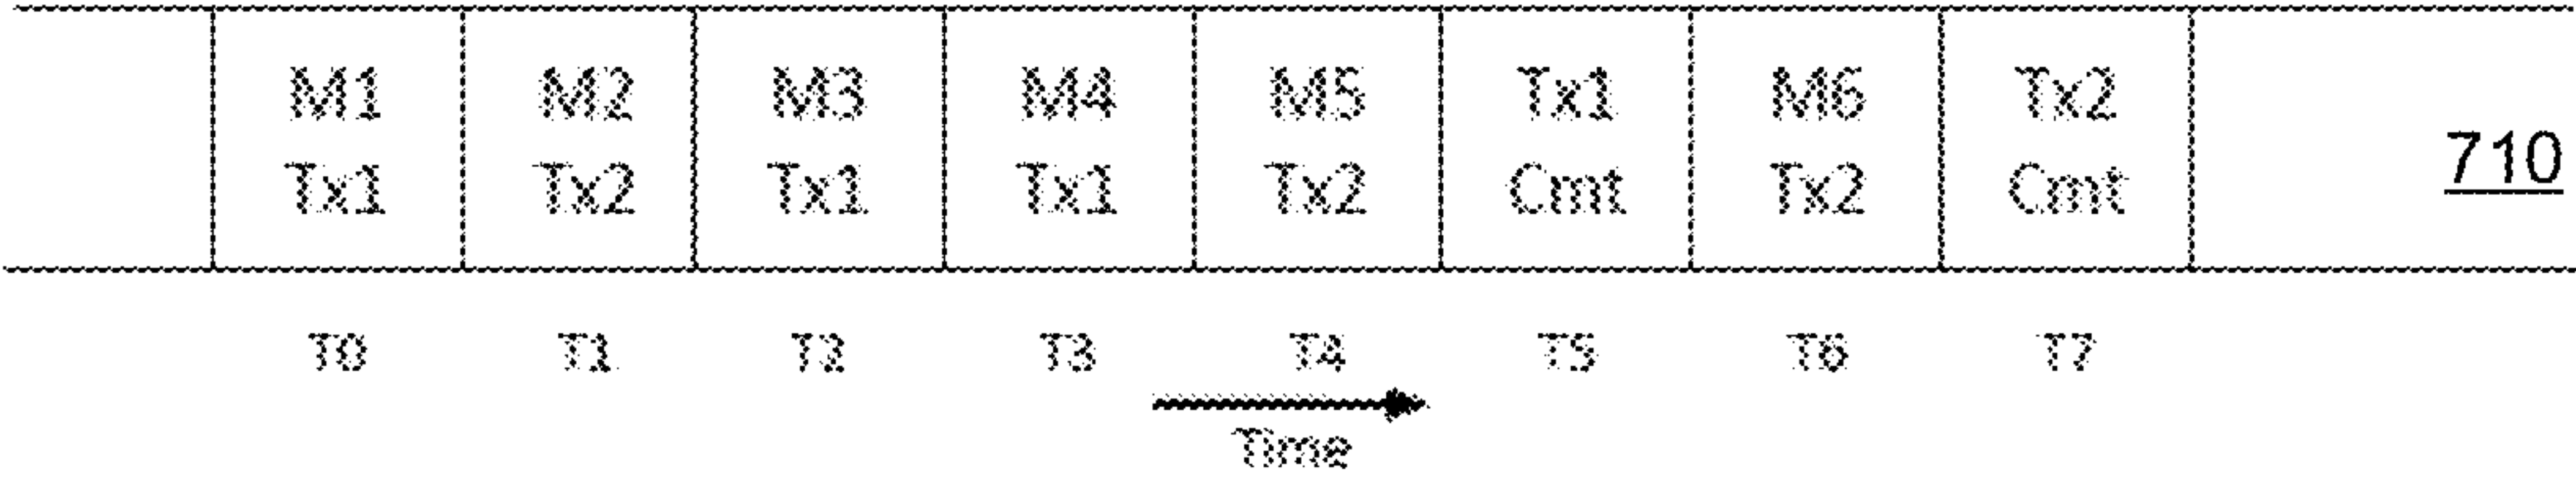 M1 M2 M3 M4 M5 Tx1 M6 Tx2
Tx1 Tx2 Tx1 Tx1 Tx2 Cmt Tx2 Cmt
710
T0 T1 T2 T3 T4 T5 T6 T7
Time